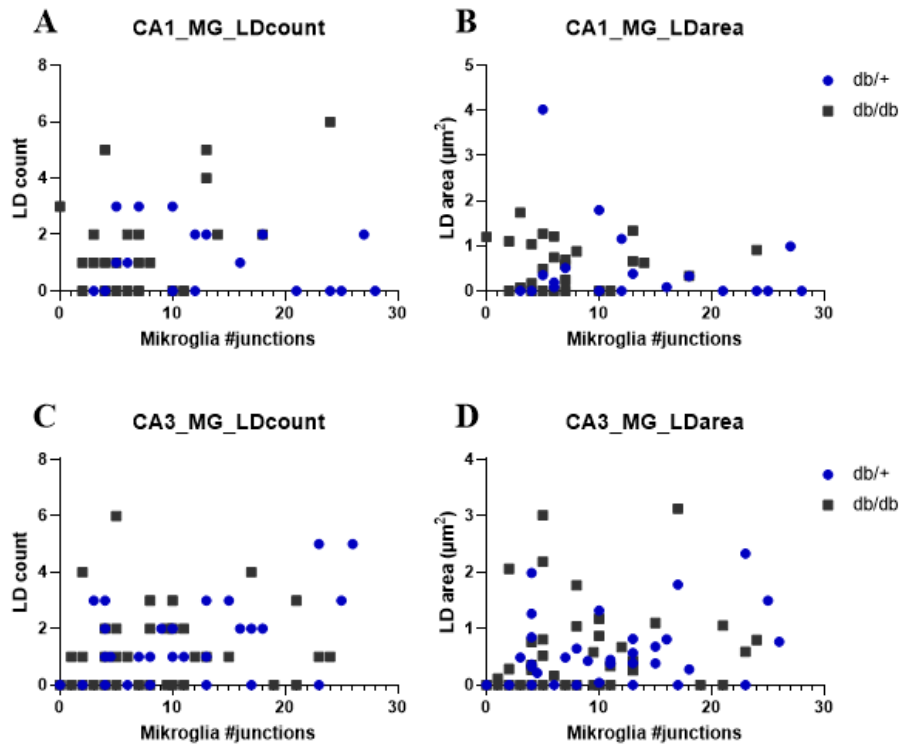 A CA1_MG_LDcount
8
6
4
2
0
LD count
0 10 20 30
Mikroglia #junctions
B CA1_MG_LDarea
5
4
3
2
1
0
LD area (µm²)
0 10 20 30
Mikroglia #junctions
db/+
db/db
C CA3_MG_LDcount
8
6
4
2
0
LD count
0 10 20 30
Mikroglia #junctions
D CA3_MG_LDarea
4
3
2
1
0
LD area (µm²)
0 10 20 30
Mikroglia #junctions
db/+
db/db